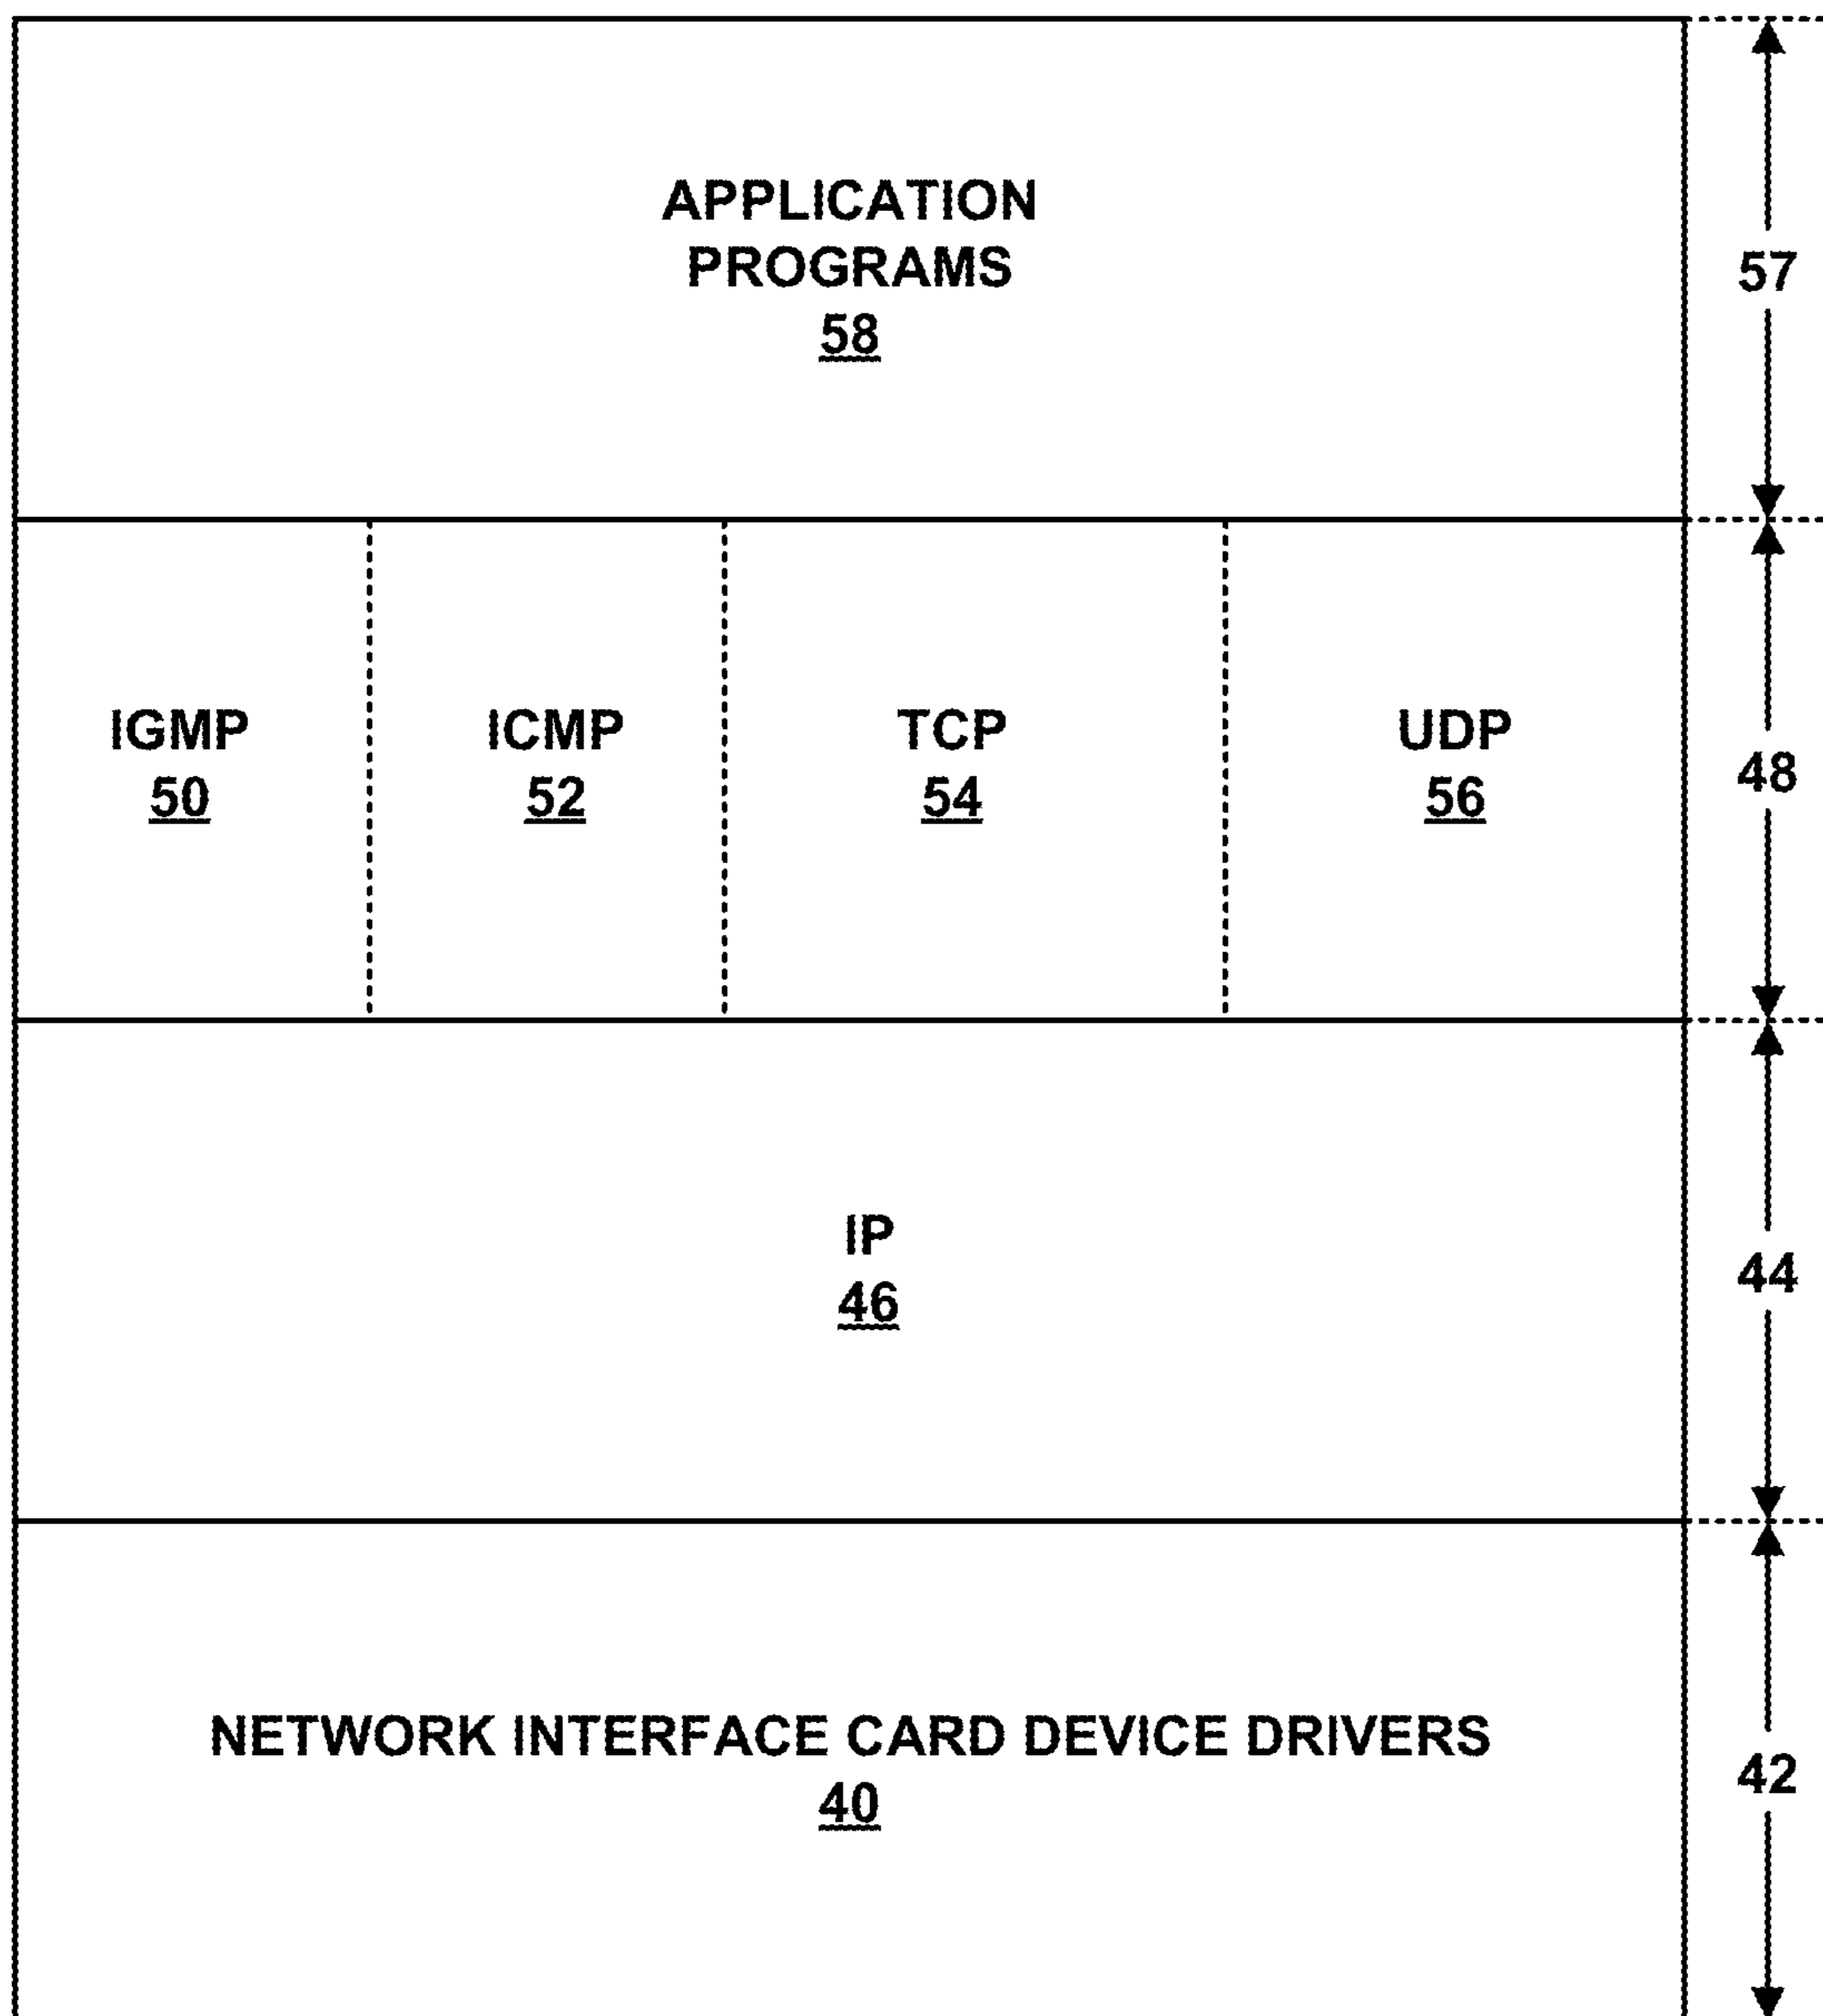 APPLICATION
PROGRAMS
58
57
IGMP
50
ICMP
52
TCP
54
UDP
56
48
IP
46
44
NETWORK INTERFACE CARD DEVICE DRIVERS
40
42